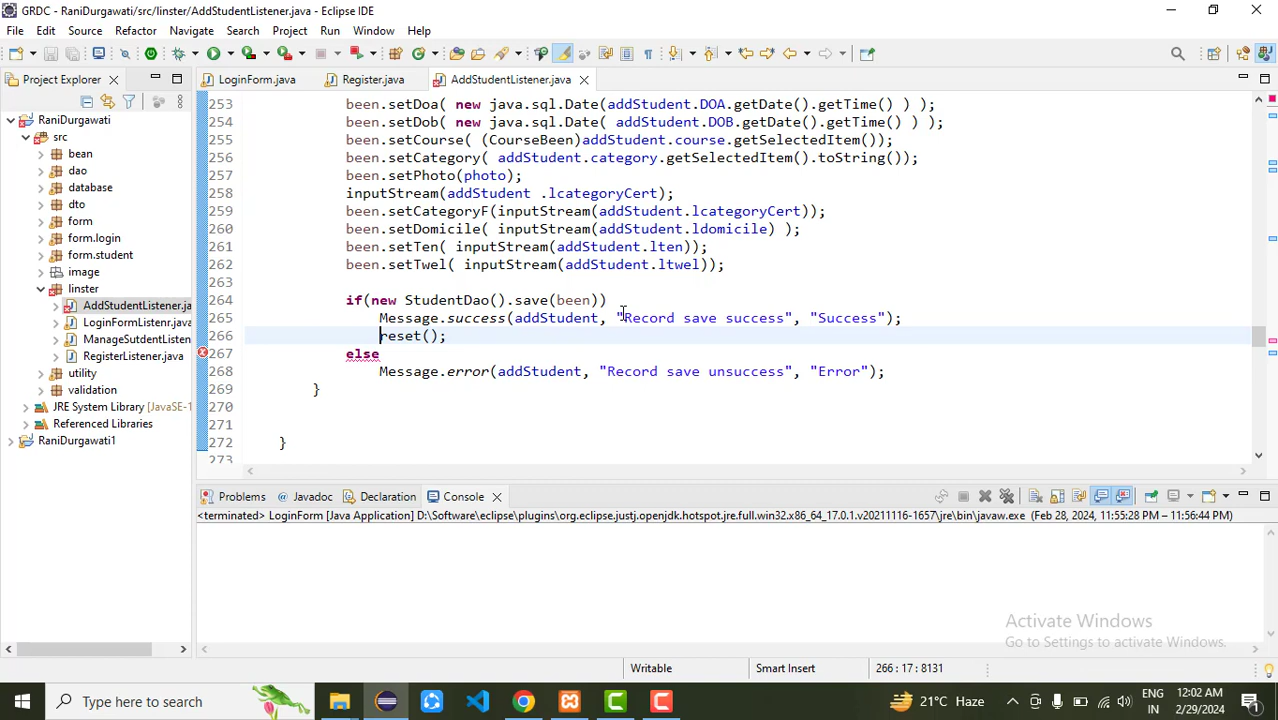 GRDC - RaniDurgawati/src/linster/AddStudentListener.java - Eclipse IDE
File Edit Source Refactor Navigate Search Project Run Window Help
Project Explorer
LoginForm.java Register.java AddStudentListener.java
RaniDurgawati
src
bean
dao
database
dto
form
form.login
form.student
image
linster
AddStudentListener.ja
LoginFormListenr.java
ManageSutdentListen
RegisterListener.java
utility
validation
JRE System Library [JavaSE-1
Referenced Libraries
RaniDurgawati1
253 been.setDoa( new java.sql.Date(addStudent.DOA.getDate().getTime() ) );
254 been.setDob( new java.sql.Date( addStudent.DOB.getDate().getTime() ) );
255 been.setCourse( (CourseBeen)addStudent.course.getSelectedItem());
256 been.setCategory( addStudent.category.getSelectedItem().toString());
257 been.setPhoto(photo);
258 inputStream(addStudent .lcategoryCert);
259 been.setCategoryF(inputStream(addStudent.lcategoryCert));
260 been.setDomicile( inputStream(addStudent.ldomicile) );
261 been.setTen( inputStream(addStudent.lten));
262 been.setTwel( inputStream(addStudent.ltwel));
263
264 if(new StudentDao().save(been))
265 Message.success(addStudent, "Record save success", "Success");
266 reset();
267 else
268 Message.error(addStudent, "Record save unsuccess", "Error");
269 }
270
271
272 }
273
Problems Javadoc Declaration Console
<terminated> LoginForm [Java Application] D:\Software\eclipse\plugins\org.eclipse.justj.openjdk.hotspot.jre.full.win32.x86_64_17.0.1.v20211116-1657\jre\bin\javaw.exe (Feb 28, 2024, 11:55:28 PM – 11:56:44 PM)
Activate Windows
Go to Settings to activate Windows.
Writable Smart Insert 266 : 17 : 8131
Type here to search
21°C Haze
ENG
IN
12:02 AM
2/29/2024
1